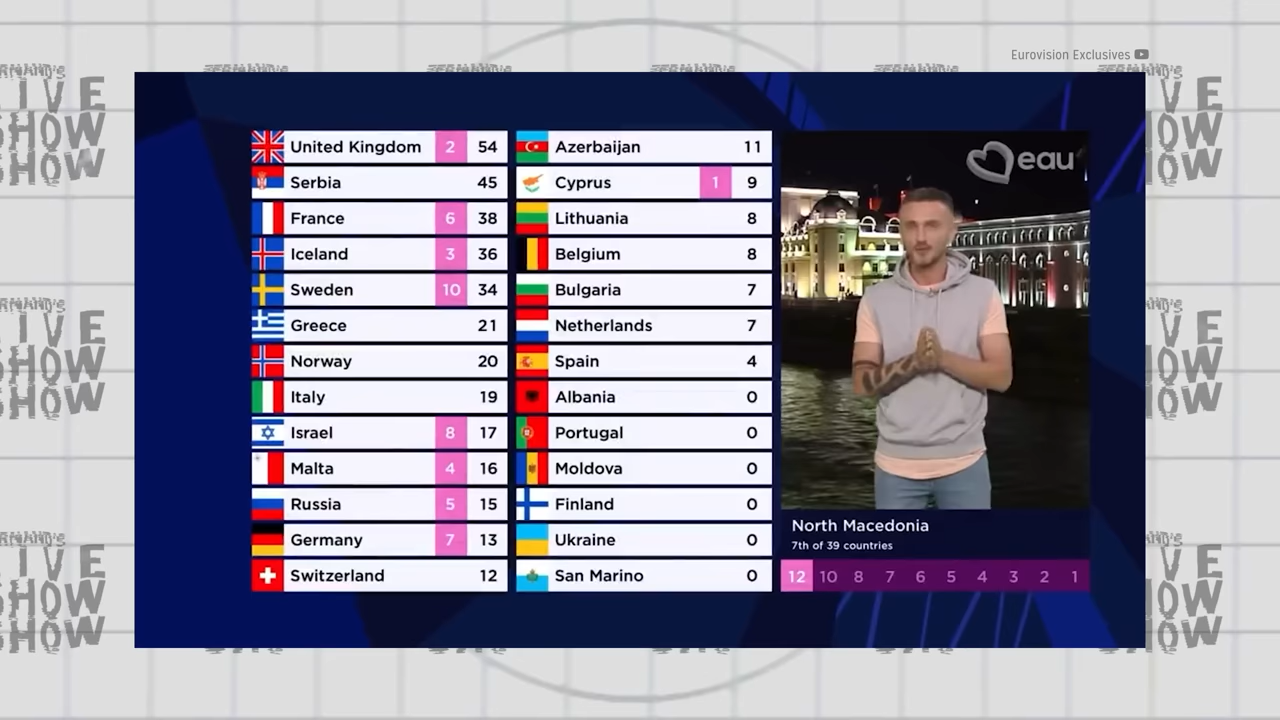 Eurovision Exclusives
LIVE
SHOW
United Kingdom 2 54
Serbia 45
France 6 38
Iceland 3 36
Sweden 10 34
Greece 21
Norway 20
Italy 19
Israel 8 17
Malta 4 16
Russia 5 15
Germany 7 13
Switzerland 12
Azerbaijan 11
Cyprus 1 9
Lithuania 8
Belgium 8
Bulgaria 7
Netherlands 7
Spain 4
Albania 0
Portugal 0
Moldova 0
Finland 0
Ukraine 0
San Marino 0
eau
North Macedonia
7th of 39 countries
12 10 8 7 6 5 4 3 2 1